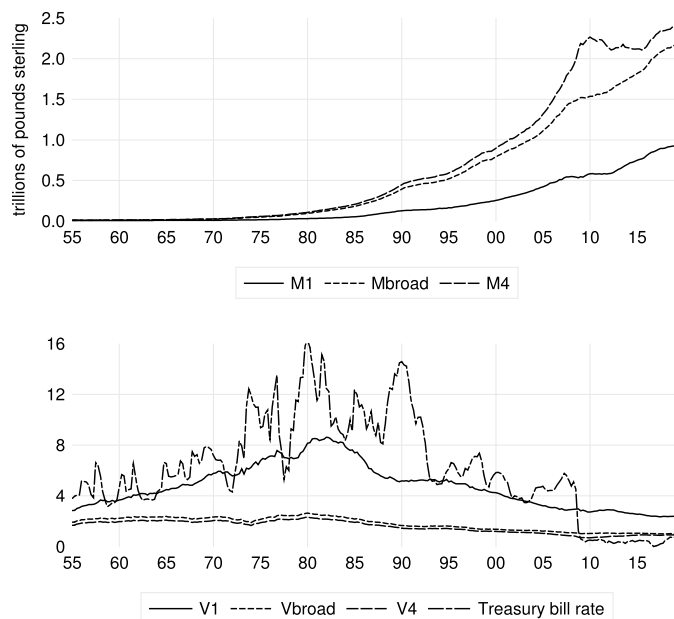 trillions of pounds sterling
2.5
2.0
1.5
1.0
0.5
0.0
55 60 65 70 75 80 85 90 95 00 05 10 15
M1 Mbroad M4
16
12
8
4
0
55 60 65 70 75 80 85 90 95 00 05 10 15
V1 Vbroad V4 Treasury bill rate